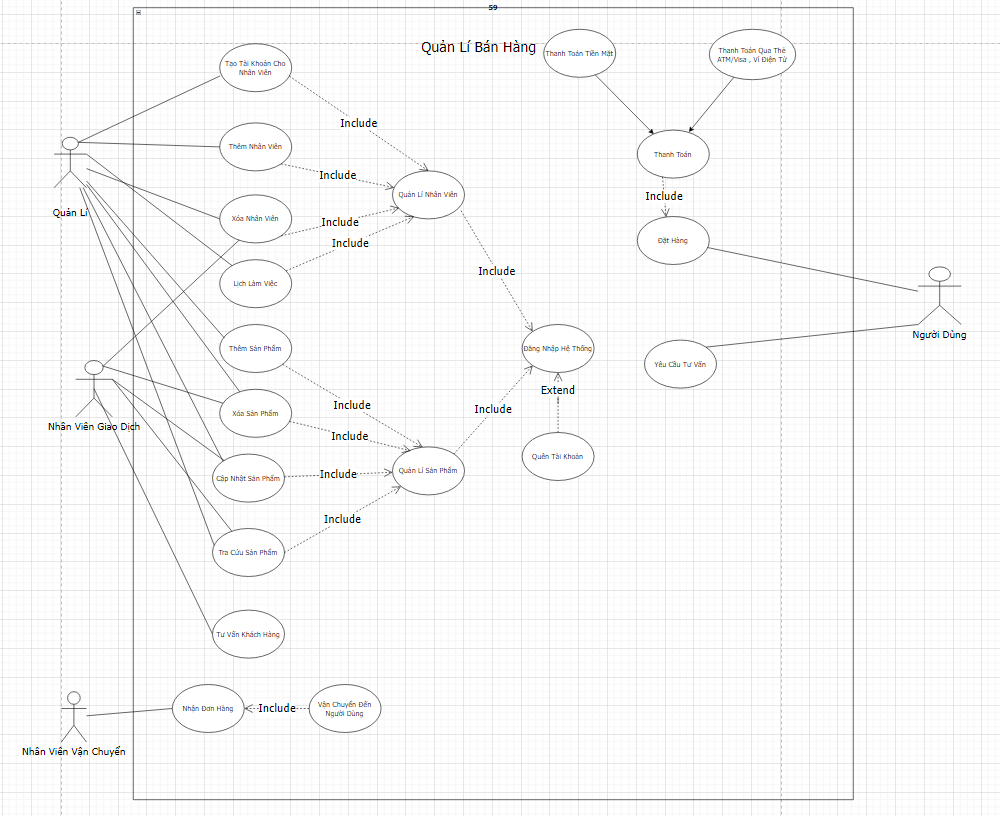 S9
Quản Lí Bán Hàng
Thanh Toán Tiền Mặt
Thanh Toán Qua Thẻ
ATM/Visa , Ví Điện Tử
Tạo Tài Khoản Cho
Nhân Viên
Include
Thêm Nhân Viên
Thanh Toán
Include
Quản Lí Nhân Viên
Include
Quản Lí
Xóa Nhân Viên
Include
Include
Đặt Hàng
Lịch Làm Việc
Include
Người Dùng
Thêm Sản Phẩm
Đăng Nhập Hệ Thống
Yêu Cầu Tư Vấn
Extend
Include
Include
Xóa Sản Phẩm
Nhân Viên Giao Dịch
Include
Quên Tài Khoản
Quản Lí Sản Phẩm
Cập Nhật Sản Phẩm
Include
Include
Tra Cứu Sản Phẩm
Tư Vấn Khách Hàng
Nhận Đơn Hàng
Include
Vận Chuyển Đến
Người Dùng
Nhân Viên Vận Chuyển